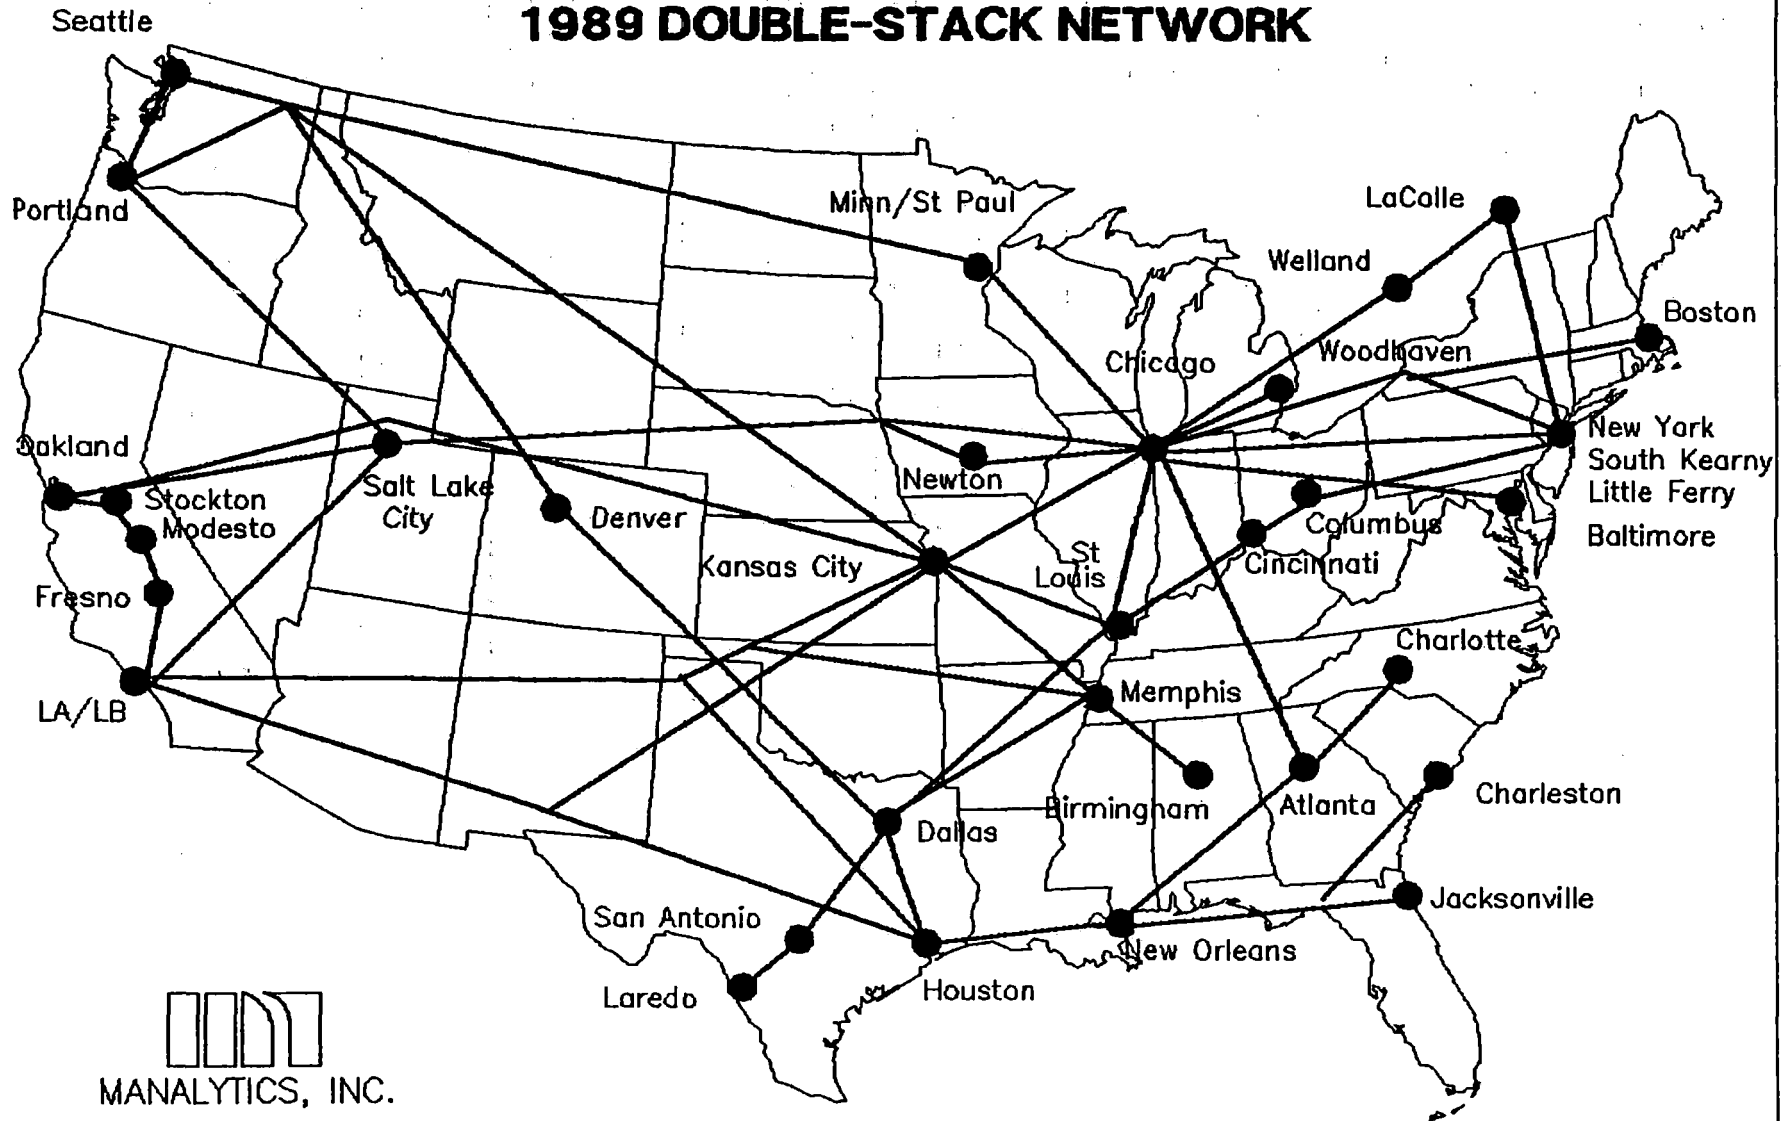 1989 DOUBLE-STACK NETWORK
Seattle
Portland
Minn/St Paul
LaColle
Welland
Boston
Chicago
Woodhaven
Oakland
New York
South Kearny
Little Ferry
Baltimore
Newton
Salt Lake
City
Stockton
Modesto
Denver
Columbus
Cincinnati
Kansas City
St
Louis
Fresno
Charlotte
LA/LB
Memphis
Birmingham
Atlanta
Charleston
Dallas
San Antonio
Jacksonville
New Orleans
Laredo
Houston
MANALYTICS, INC.